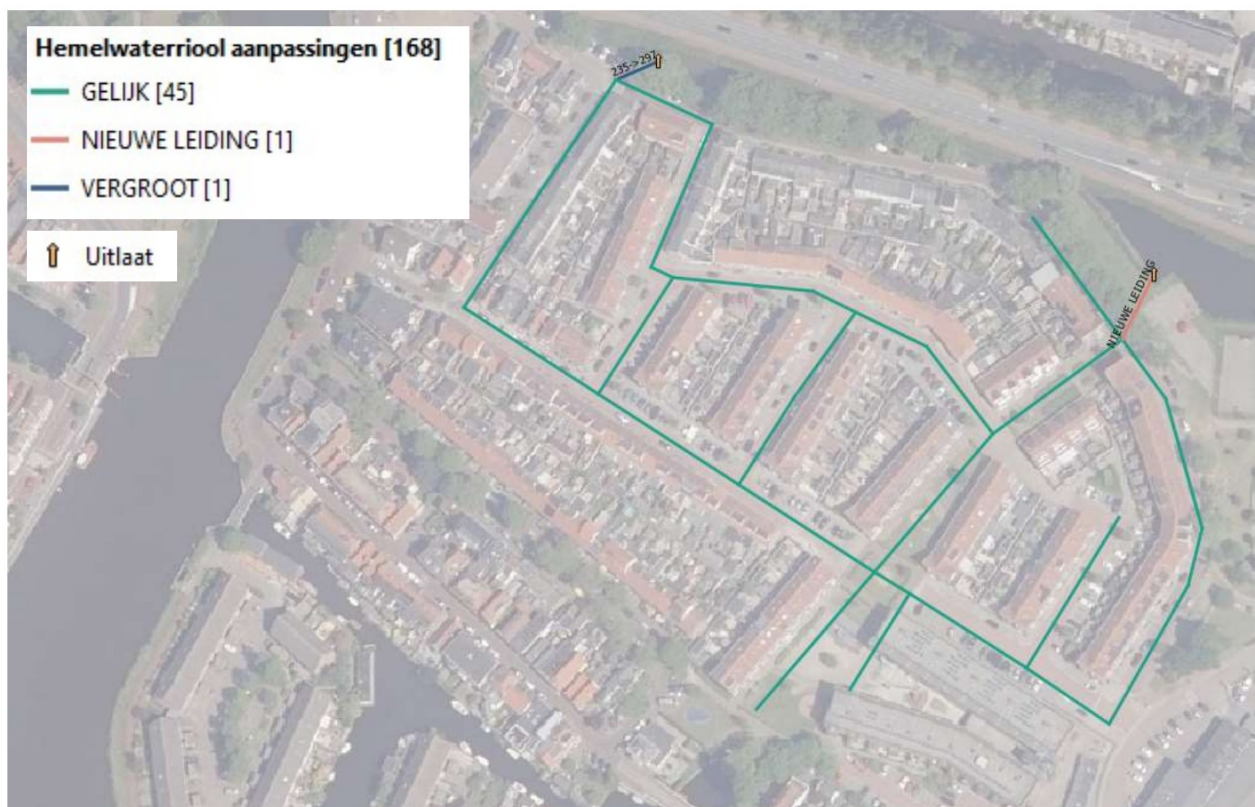 Hemelwaterriool aanpassingen [168]
GELIJK [45]
NIEUWE LEIDING [1]
VERGROOT [1]
Uitlaat
235->297
NIEUWE LEIDING